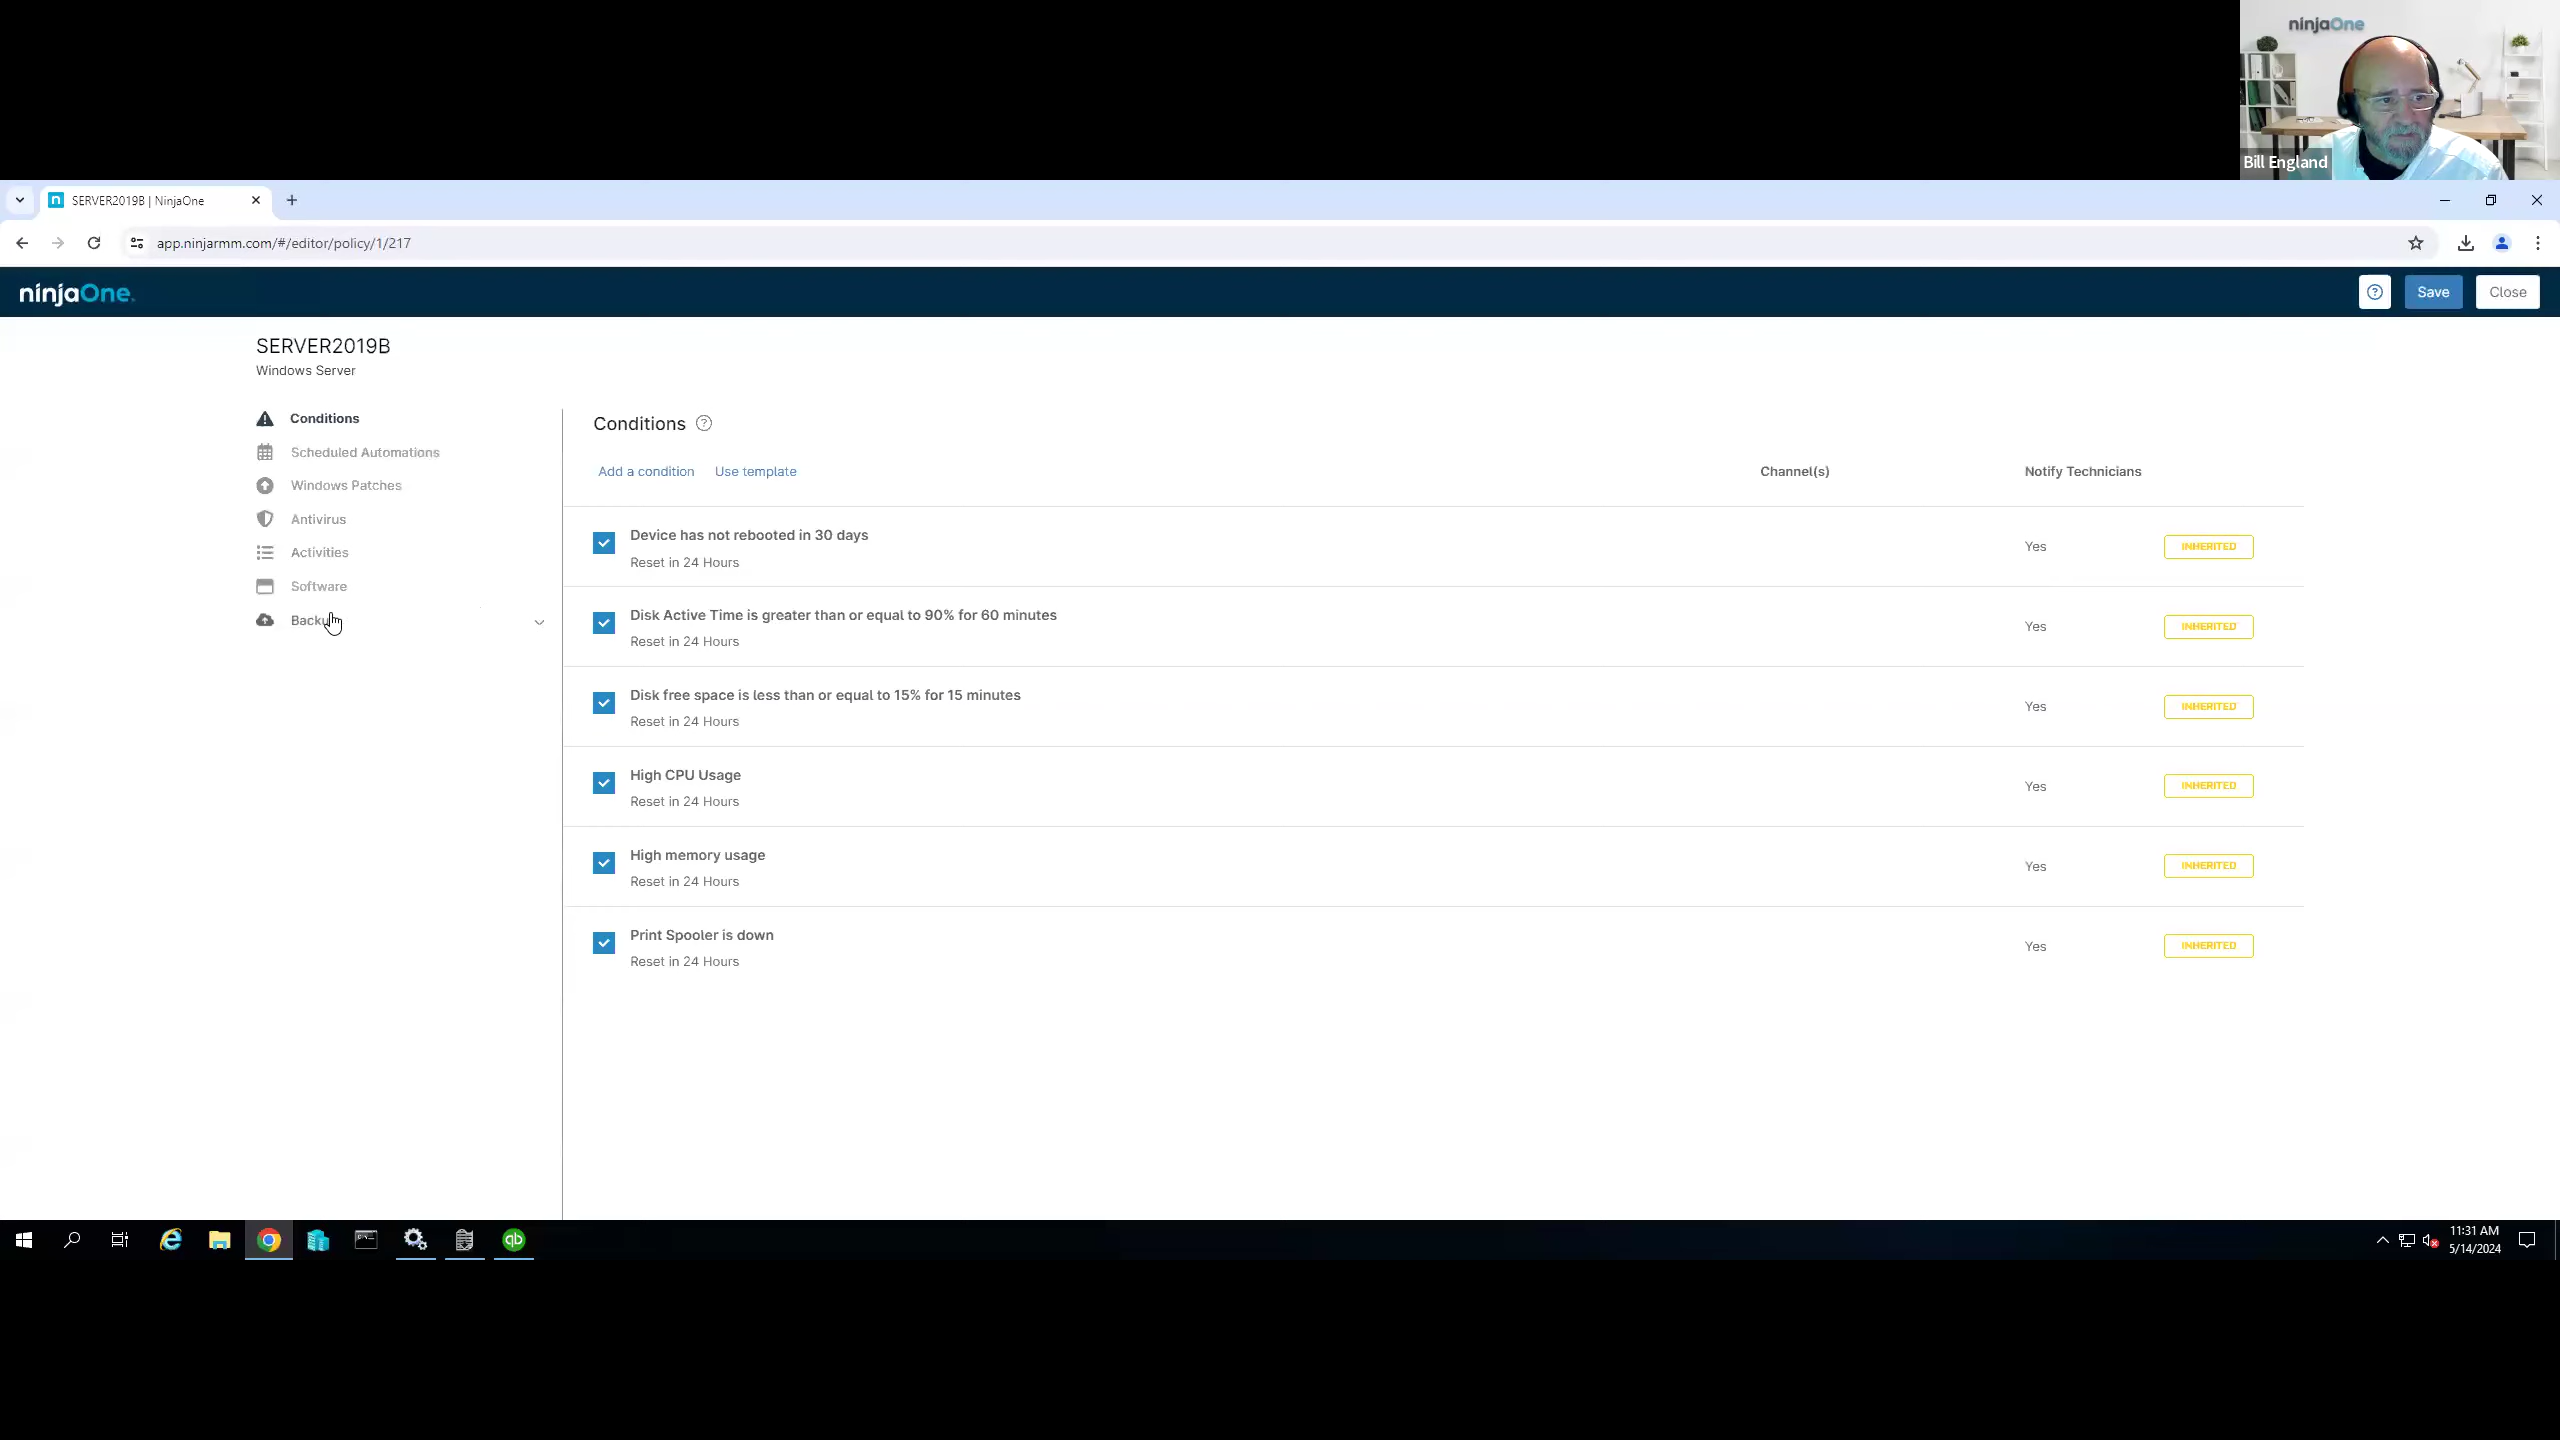 ninjaOne
Bill England
SERVER2019B | NinjaOne
app.ninjarmm.com/#/editor/policy/1/217
ninjaOne.
Save
Close
SERVER2019B
Windows Server
Conditions
Scheduled Automations
Windows Patches
Antivirus
Activities
Software
Conditions
Add a condition
Use template
Channel(s)
Notify Technicians
Device has not rebooted in 30 days
Reset in 24 Hours
Yes
INHERITED
Disk Active Time is greater than or equal to 90% for 60 minutes
Reset in 24 Hours
Yes
INHERITED
Disk free space is less than or equal to 15% for 15 minutes
Reset in 24 Hours
Yes
INHERITED
High CPU Usage
Reset in 24 Hours
Yes
INHERITED
High memory usage
Reset in 24 Hours
Yes
INHERITED
Print Spooler is down
Reset in 24 Hours
Yes
INHERITED
qb
11:31 AM
5/14/2024